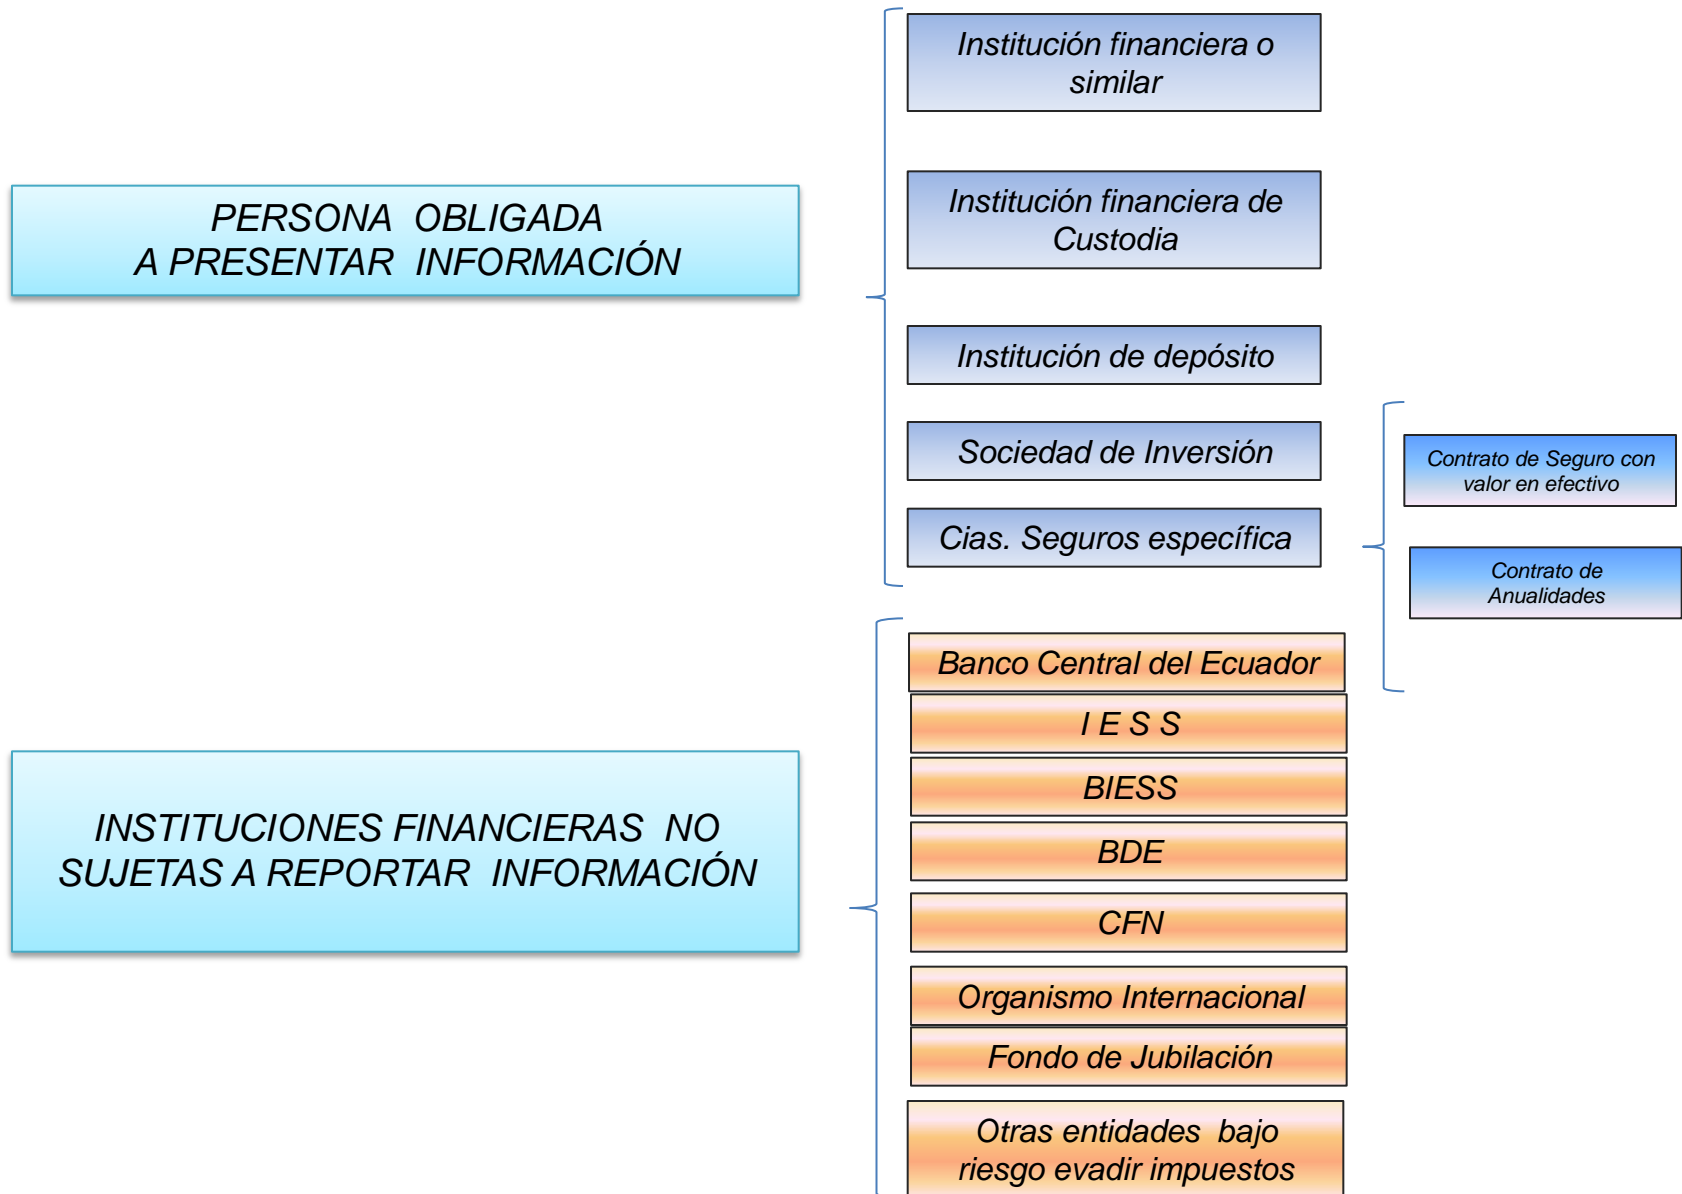 PERSONA OBLIGADA
A PRESENTAR INFORMACIÓN
Institución financiera o
similar
Institución financiera de
Custodia
Institución de depósito
Sociedad de Inversión
Cias. Seguros específica
Contrato de Seguro con
valor en efectivo
Contrato de
Anualidades
INSTITUCIONES FINANCIERAS NO
SUJETAS A REPORTAR INFORMACIÓN
Banco Central del Ecuador
I E S S
BIESS
BDE
CFN
Organismo Internacional
Fondo de Jubilación
Otras entidades bajo
riesgo evadir impuestos